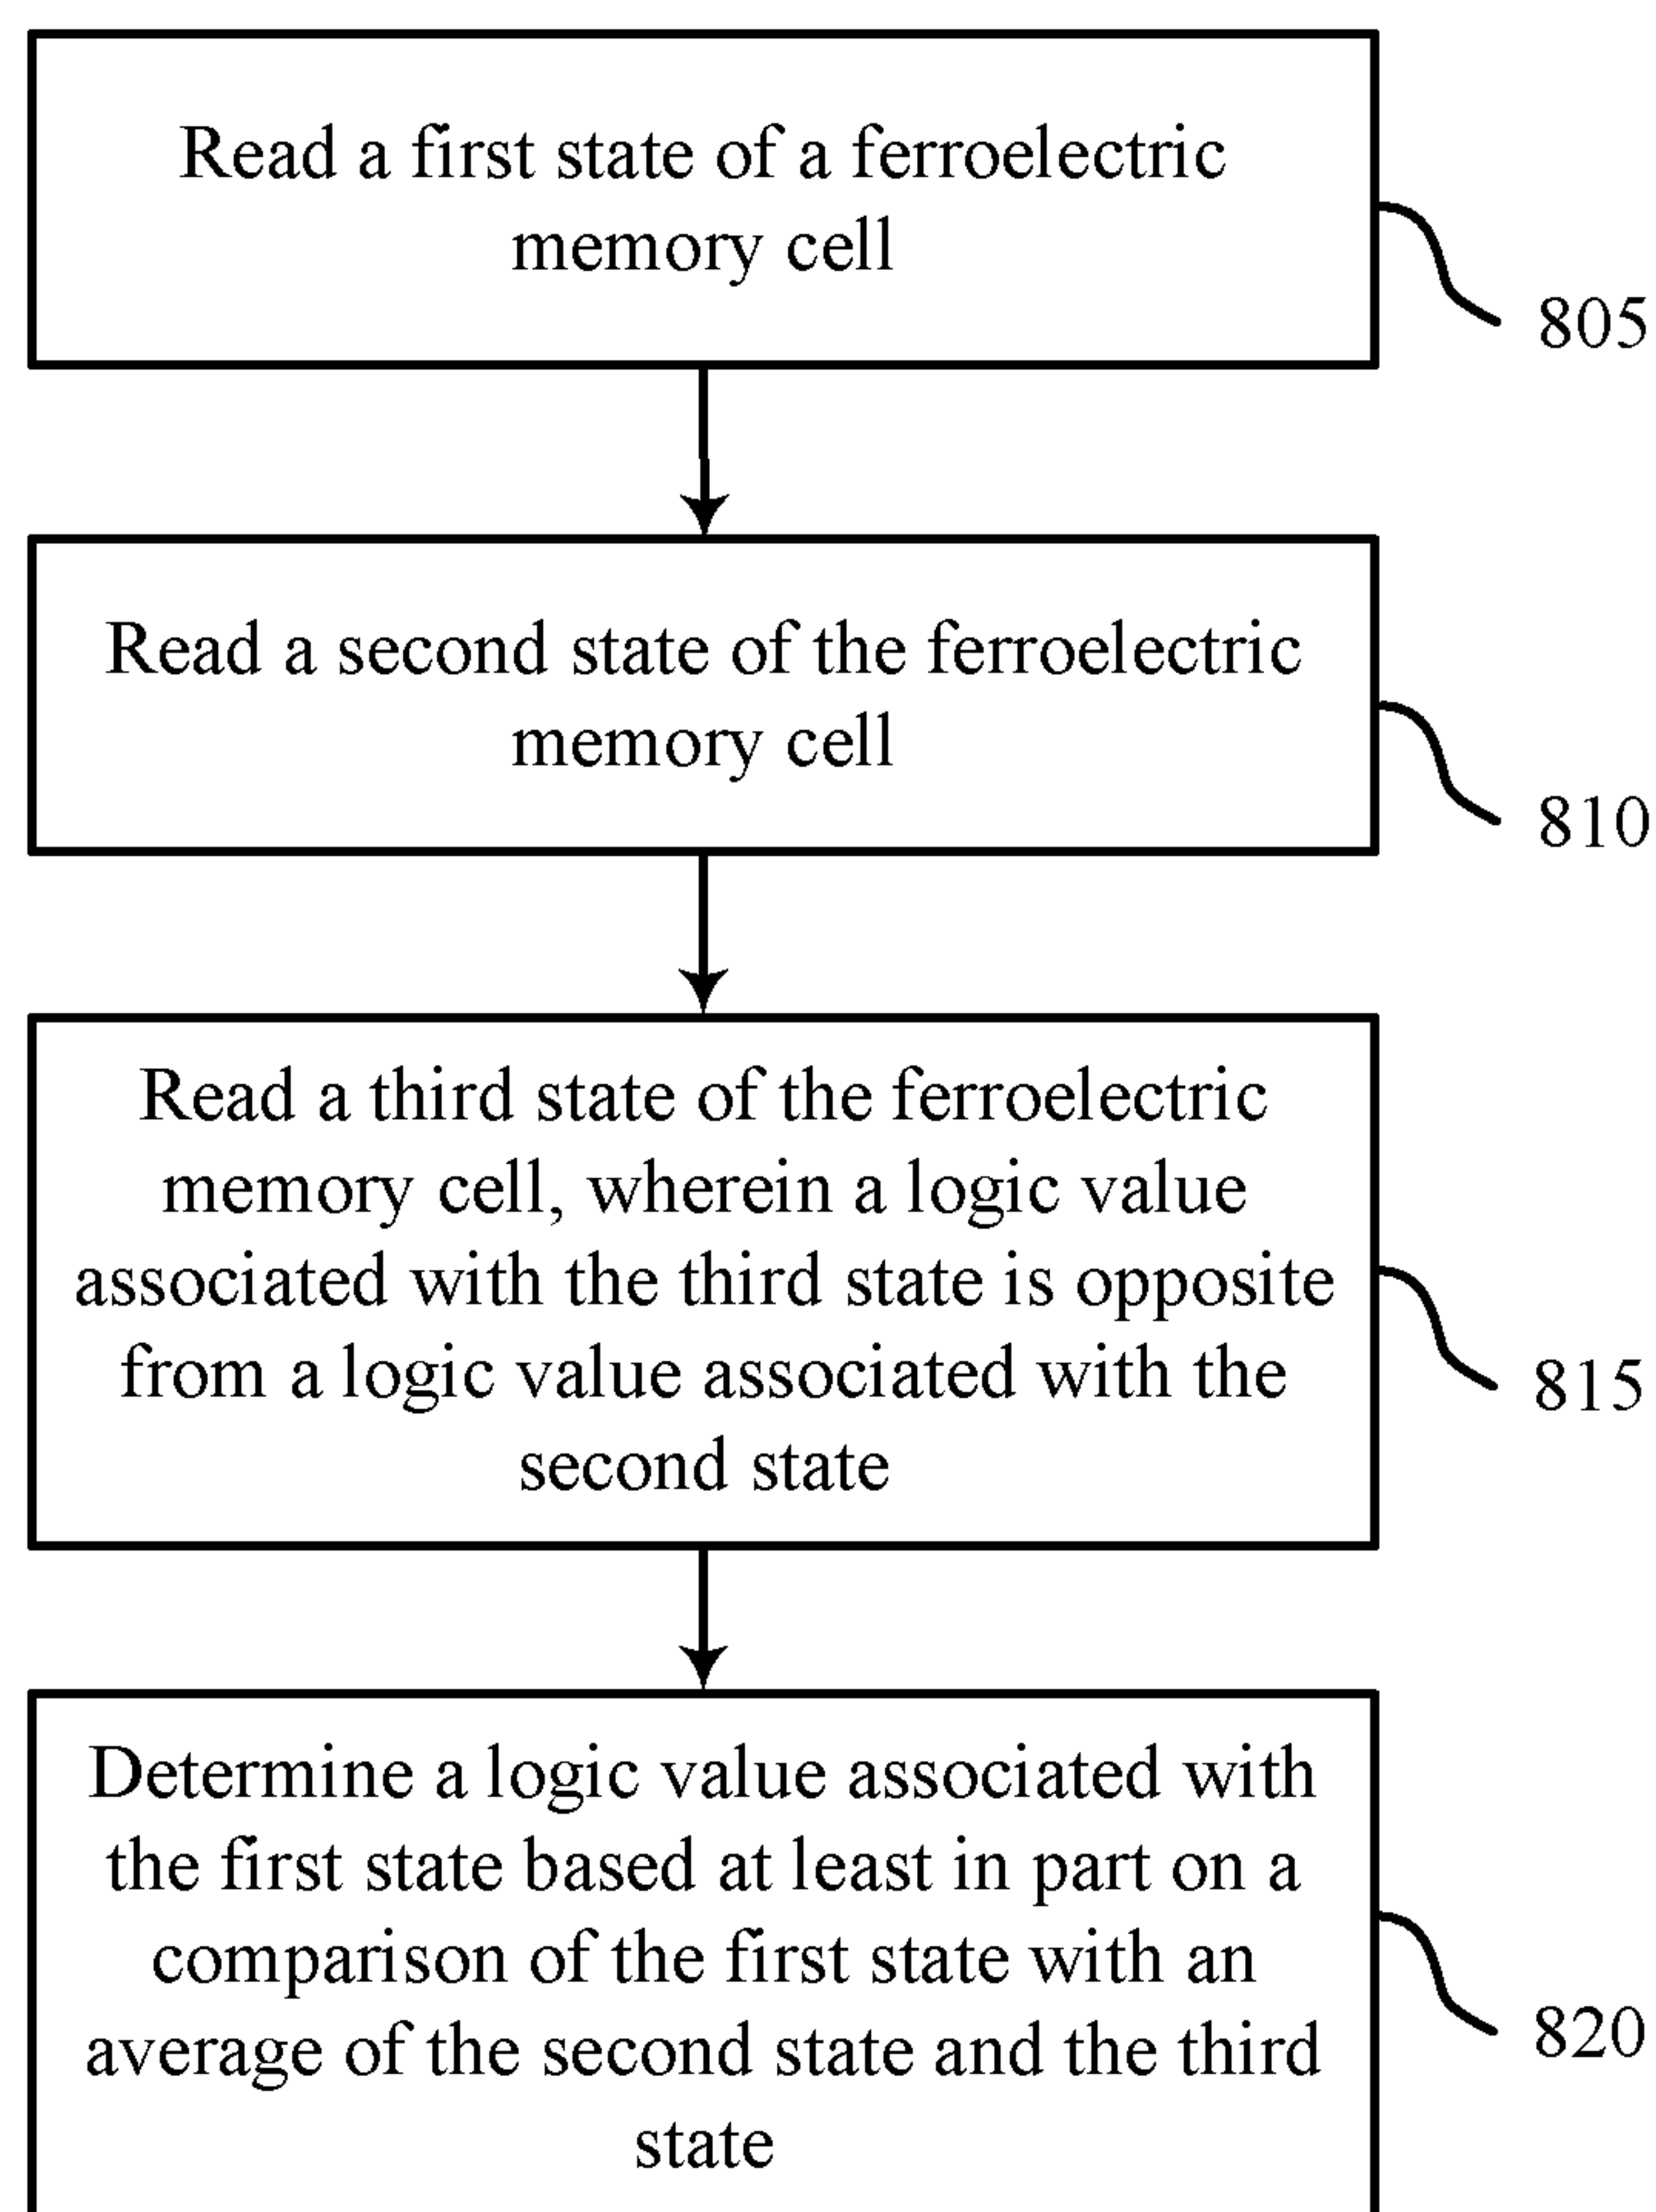 Read a first state of a ferroelectric
memory cell
805
Read a second state of the ferroelectric
memory cell
810
Read a third state of the ferroelectric
memory cell, wherein a logic value
associated with the third state is opposite
from a logic value associated with the
second state
815
Determine a logic value associated with
the first state based at least in part on a
comparison of the first state with an
average of the second state and the third
state
820